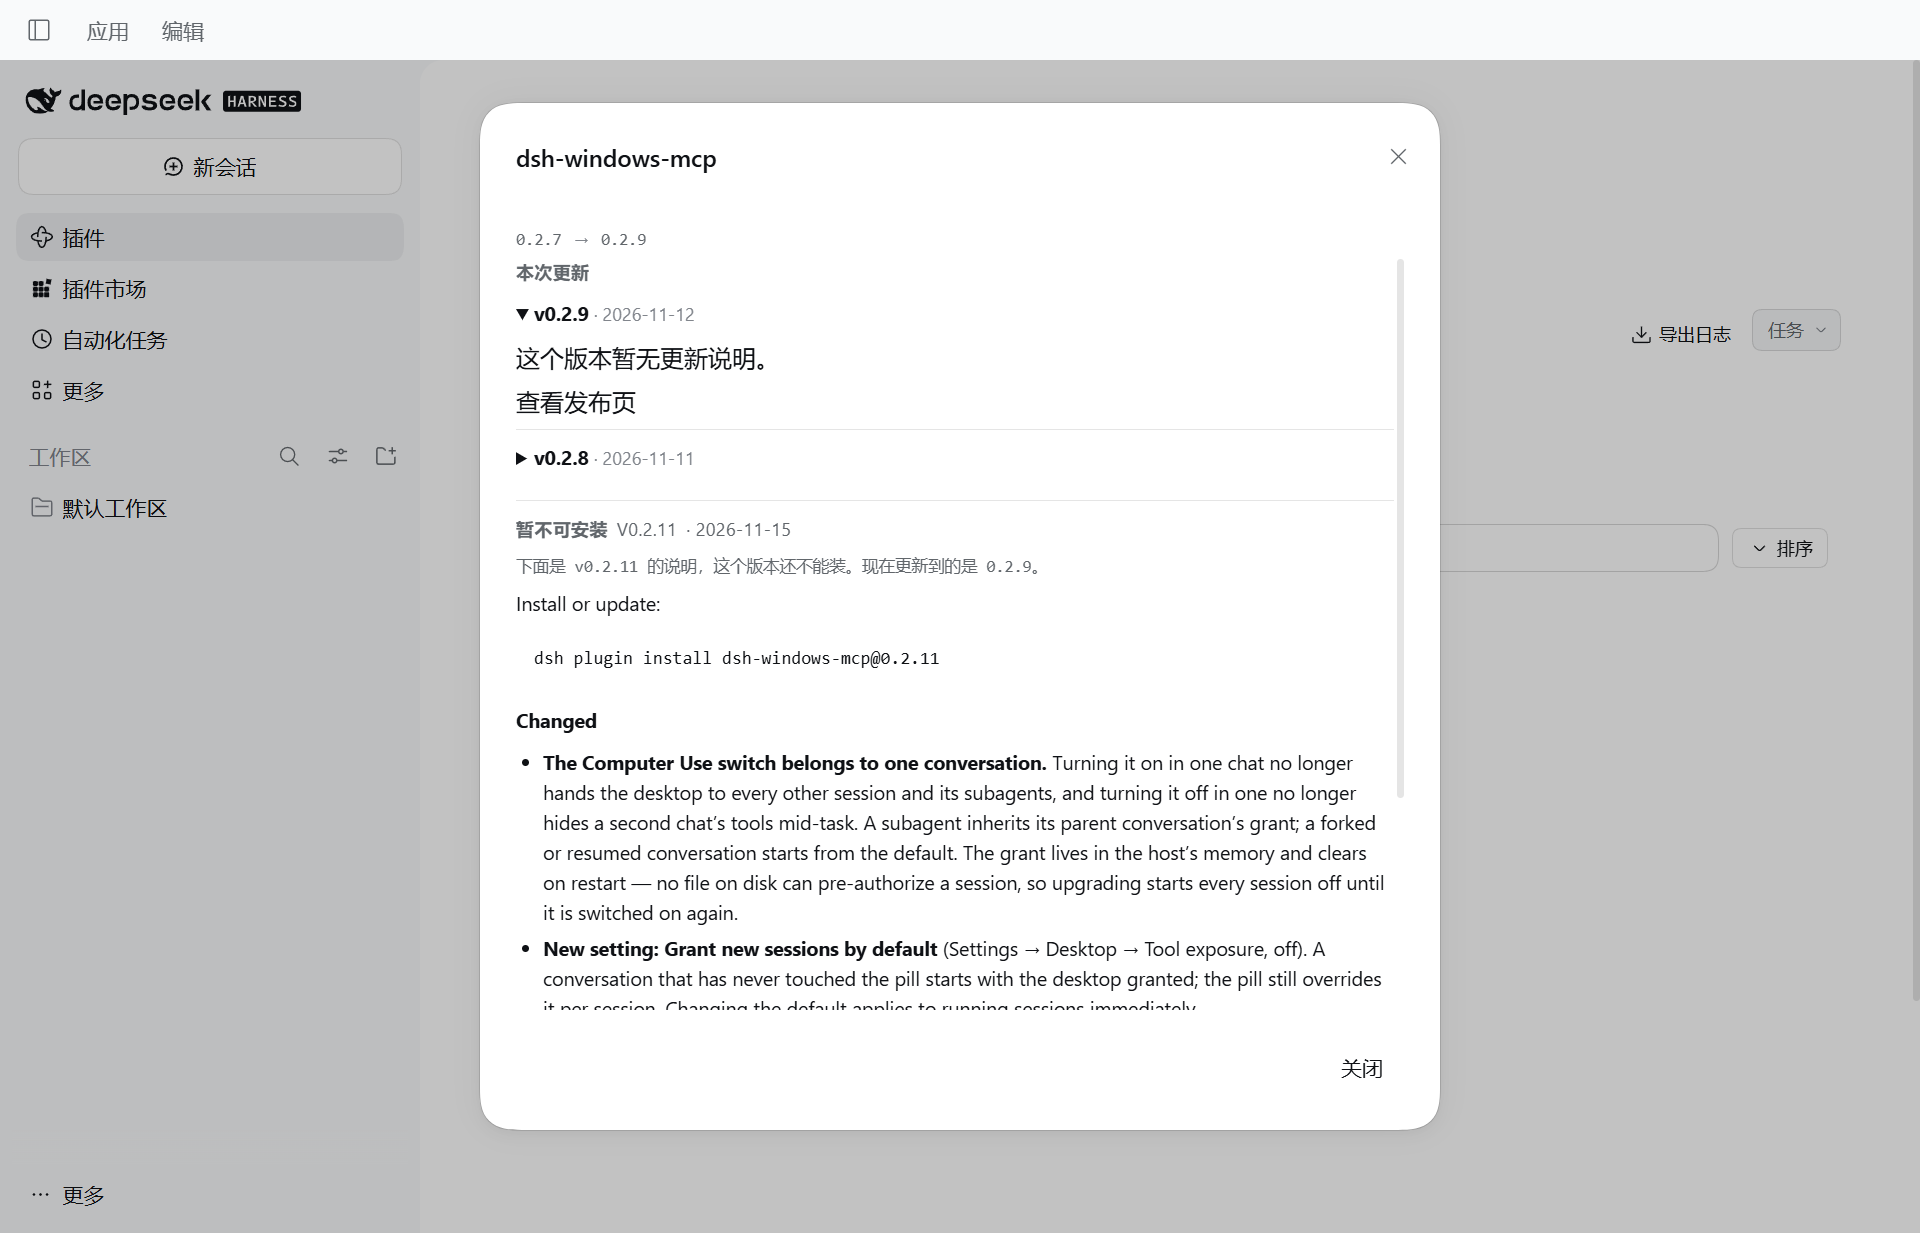 应用 编辑
deepseek HARNESS
新会话
插件
插件市场
自动化任务
更多
工作区
默认工作区
更多
导出日志 任务
排序
dsh-windows-mcp
0.2.7 → 0.2.9
本次更新
▼ v0.2.9 · 2026-11-12
这个版本暂无更新说明。
查看发布页
▶ v0.2.8 · 2026-11-11
暂不可安装 V0.2.11 · 2026-11-15
下面是 v0.2.11 的说明，这个版本还不能装。现在更新到的是 0.2.9。
Install or update:
dsh plugin install dsh-windows-mcp@0.2.11
Changed
• The Computer Use switch belongs to one conversation. Turning it on in one chat no longer
hands the desktop to every other session and its subagents, and turning it off in one no longer
hides a second chat’s tools mid-task. A subagent inherits its parent conversation’s grant; a forked
or resumed conversation starts from the default. The grant lives in the host’s memory and clears
on restart — no file on disk can pre-authorize a session, so upgrading starts every session off until
it is switched on again.
• New setting: Grant new sessions by default (Settings → Desktop → Tool exposure, off). A
conversation that has never touched the pill starts with the desktop granted; the pill still overrides
it per session. Changing the default applies to running sessions immediately.
关闭